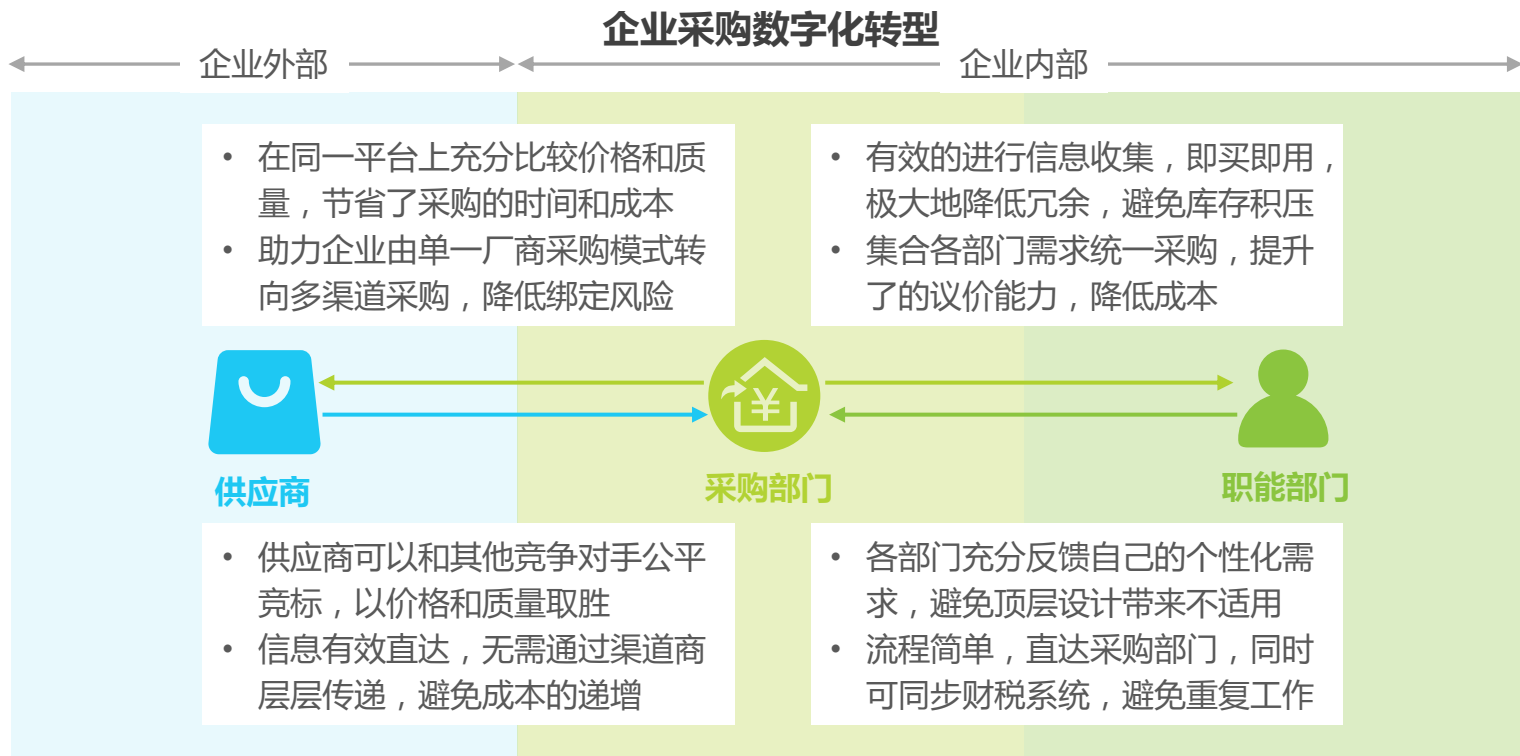 企业采购数字化转型
企业外部
企业内部
• 在同一平台上充分比较价格和质
量，节省了采购的时间和成本
• 助力企业由单一厂商采购模式转
向多渠道采购，降低绑定风险
• 有效的进行信息收集，即买即用，
极大地降低冗余，避免库存积压
• 集合各部门需求统一采购，提升
了的议价能力，降低成本
¥
供应商
采购部门
职能部门
• 供应商可以和其他竞争对手公平
竞标，以价格和质量取胜
• 信息有效直达，无需通过渠道商
层层传递，避免成本的递增
• 各部门充分反馈自己的个性化需
求，避免顶层设计带来不适用
• 流程简单，直达采购部门，同时
可同步财税系统，避免重复工作